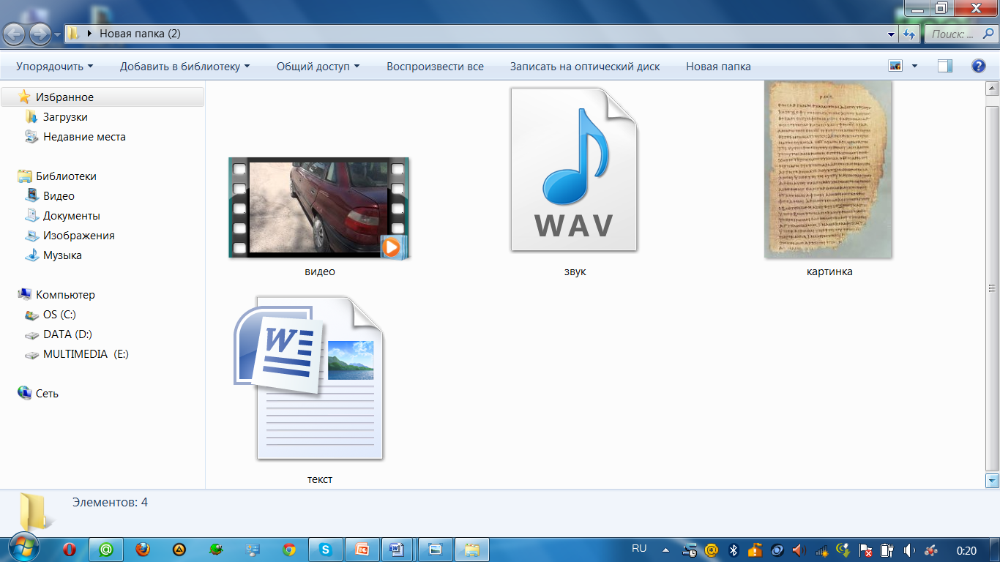 Новая папка (2)
Поиск: ...
Упорядочить
Добавить в библиотеку
Общий доступ
Воспроизвести все
Записать на оптический диск
Новая папка
Избранное
Загрузки
Недавние места
Библиотеки
Видео
Документы
Изображения
Музыка
Компьютер
OS (C:)
DATA (D:)
MULTIMEDIA (E:)
Сеть
WAV
видео
звук
картинка
W
текст
Элементов: 4
RU
0:20